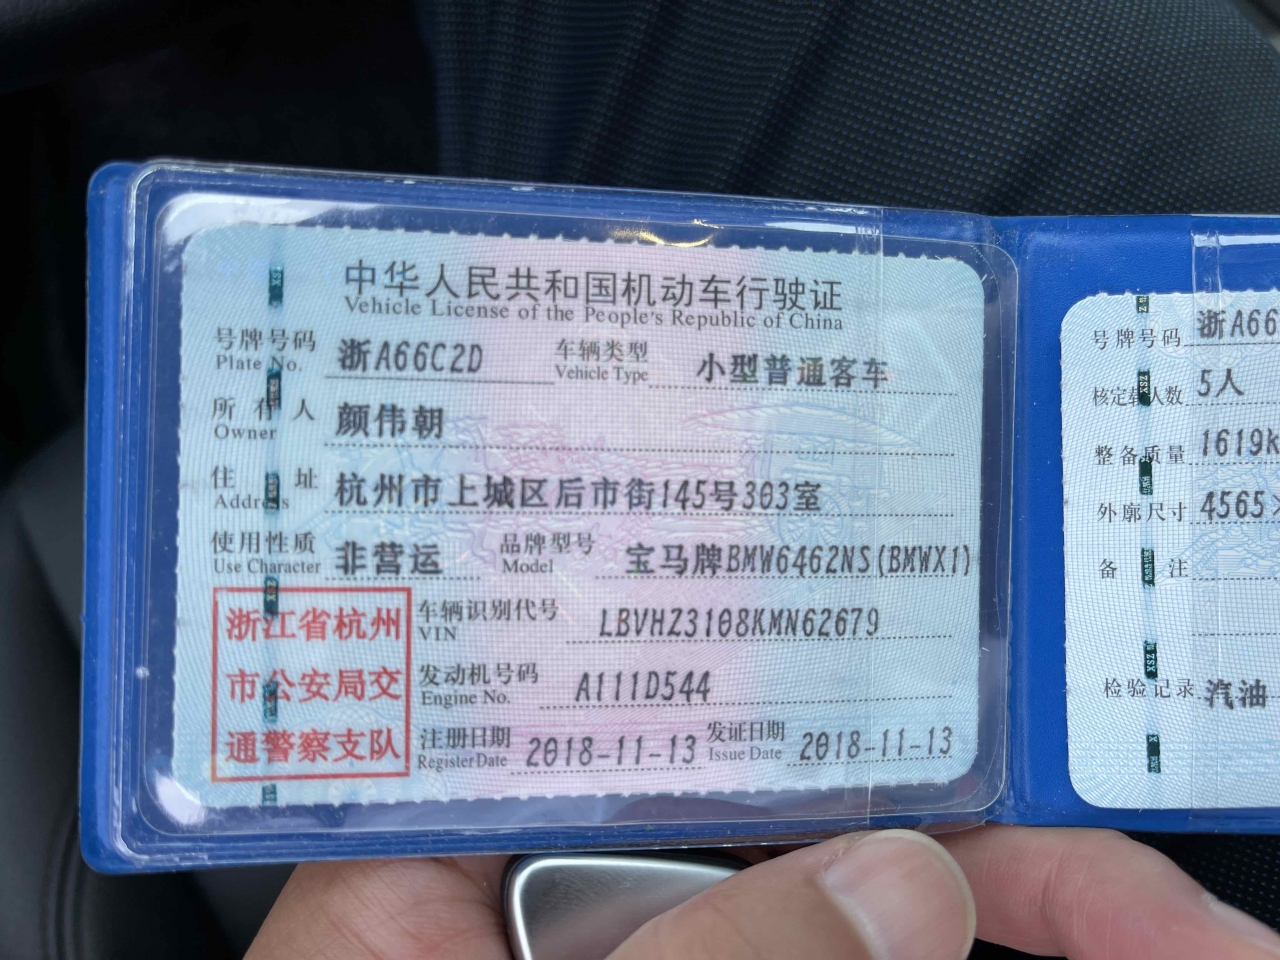 中华人民共和国机动车行驶证
Vehicle License of the People's Republic of China
号牌号码 浙A66C2D 车辆类型 小型普通客车
Plate No. Vehicle Type
所有人 颜伟朝
Owner
住址 杭州市上城区后市街145号303室
Address
使用性质 非营运 品牌型号 宝马牌BMW6462NS(BMWX1)
Use Character Model
浙江省杭州
市公安局交
通警察支队
车辆识别代号 LBVHZ3108KMN62679
VIN
发动机号码 A111D544
Engine No.
注册日期 2018-11-13 发证日期 2018-11-13
Register Date Issue Date
号牌号码 浙A66
核定载人数 5人
整备质量 1619K
外廓尺寸 4565
备注
检验记录 汽油